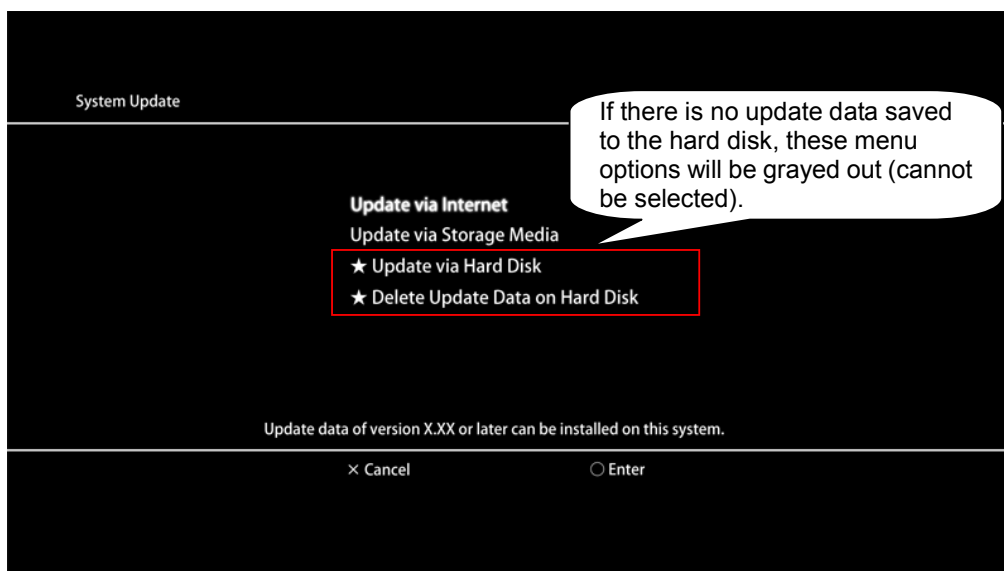 System Update
If there is no update data saved
to the hard disk, these menu
options will be grayed out (cannot
be selected).
Update via Internet
Update via Storage Media
★ Update via Hard Disk
★ Delete Update Data on Hard Disk
Update data of version X.XX or later can be installed on this system.
× Cancel
○ Enter